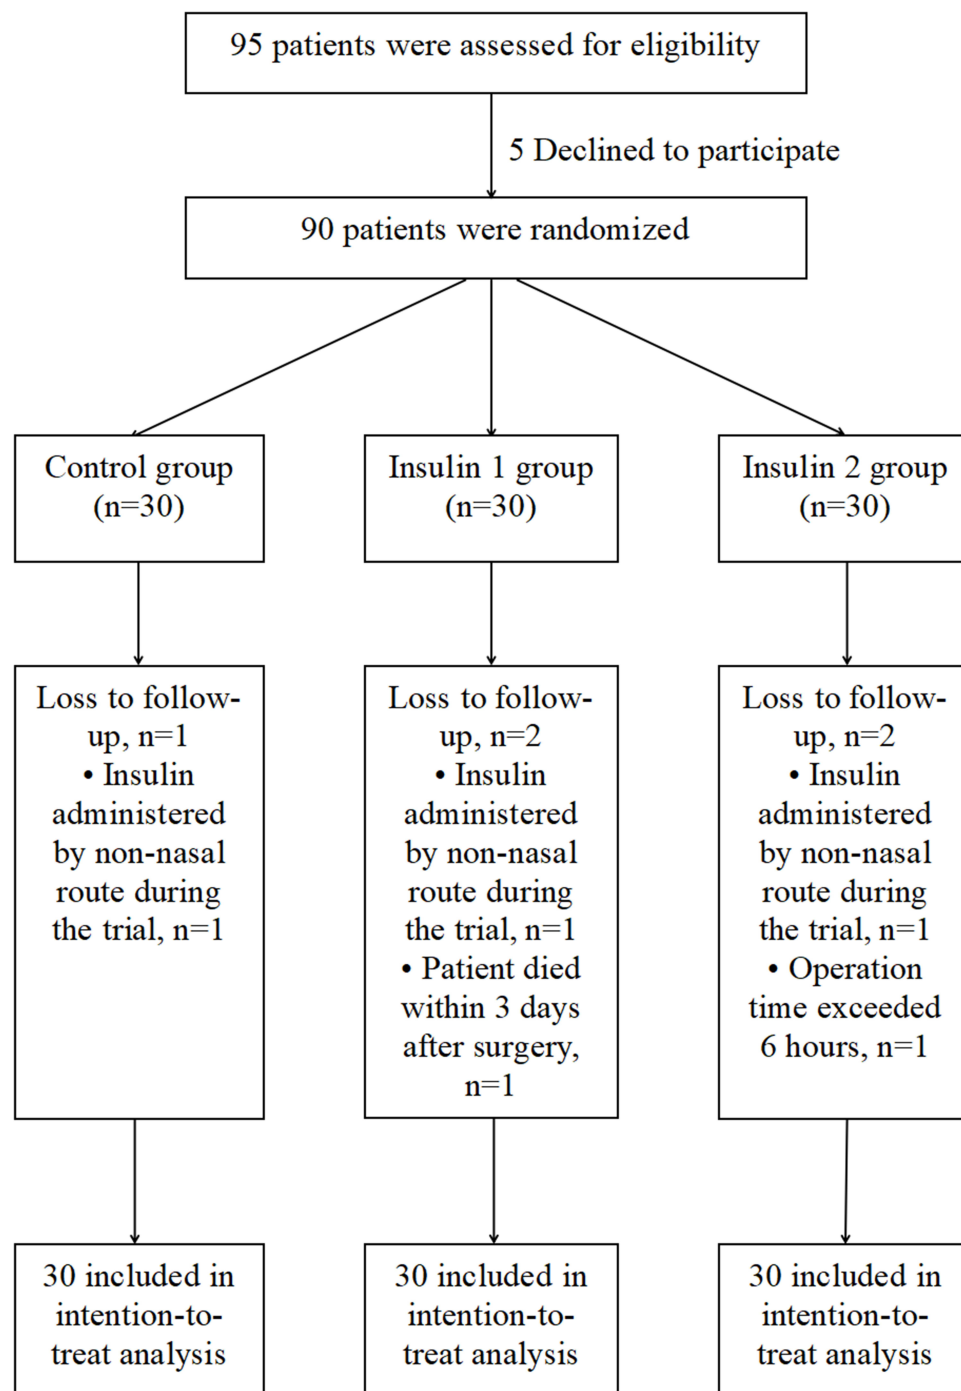 95 patients were assessed for eligibility
5 Declined to participate
90 patients were randomized
Control group
(n=30)
Insulin 1 group
(n=30)
Insulin 2 group
(n=30)
Loss to follow-
up, n=1
• Insulin
administered
by non-nasal
route during
the trial, n=1
Loss to follow-
up, n=2
• Insulin
administered
by non-nasal
route during
the trial, n=1
• Patient died
within 3 days
after surgery,
n=1
Loss to follow-
up, n=2
• Insulin
administered
by non-nasal
route during
the trial, n=1
• Operation
time exceeded
6 hours, n=1
30 included in
intention-to-
treat analysis
30 included in
intention-to-
treat analysis
30 included in
intention-to-
treat analysis